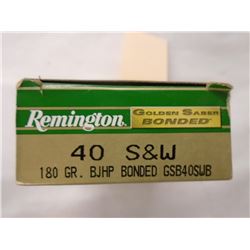 Remington
GOLDEN SABER
BONDED
40 S&W
180 GR. BJHP BONDED GSB40SWB